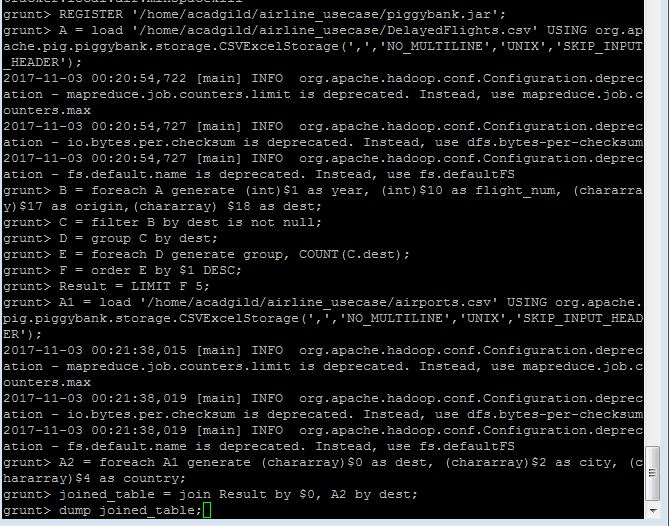 grunt> REGISTER '/home/acadgild/airline_usecase/piggybank.jar';
grunt> A = load '/home/acadgild/airline_usecase/DelayedFlights.csv' USING org.ap
ache.pig.piggybank.storage.CSVExcelStorage(',','NO_MULTILINE','UNIX','SKIP_INPUT
_HEADER');
2017-11-03 00:20:54,722 [main] INFO  org.apache.hadoop.conf.Configuration.deprec
ation - mapreduce.job.counters.limit is deprecated. Instead, use mapreduce.job.c
ounters.max
2017-11-03 00:20:54,727 [main] INFO  org.apache.hadoop.conf.Configuration.deprec
ation - io.bytes.per.checksum is deprecated. Instead, use dfs.bytes-per-checksum
2017-11-03 00:20:54,727 [main] INFO  org.apache.hadoop.conf.Configuration.deprec
ation - fs.default.name is deprecated. Instead, use fs.defaultFS
grunt> B = foreach A generate (int)$1 as year, (int)$10 as flight_num, (chararra
y)$17 as origin,(chararray) $18 as dest;
grunt> C = filter B by dest is not null;
grunt> D = group C by dest;
grunt> E = foreach D generate group, COUNT(C.dest);
grunt> F = order E by $1 DESC;
grunt> Result = LIMIT F 5;
grunt> A1 = load '/home/acadgild/airline_usecase/airports.csv' USING org.apache.
pig.piggybank.storage.CSVExcelStorage(',','NO_MULTILINE','UNIX','SKIP_INPUT_HEAD
ER');
2017-11-03 00:21:38,015 [main] INFO  org.apache.hadoop.conf.Configuration.deprec
ation - mapreduce.job.counters.limit is deprecated. Instead, use mapreduce.job.c
ounters.max
2017-11-03 00:21:38,019 [main] INFO  org.apache.hadoop.conf.Configuration.deprec
ation - io.bytes.per.checksum is deprecated. Instead, use dfs.bytes-per-checksum
2017-11-03 00:21:38,019 [main] INFO  org.apache.hadoop.conf.Configuration.deprec
ation - fs.default.name is deprecated. Instead, use fs.defaultFS
grunt> A2 = foreach A1 generate (chararray)$0 as dest, (chararray)$2 as city, (c
hararray)$4 as country;
grunt> joined_table = join Result by $0, A2 by dest;
grunt> dump joined_table;